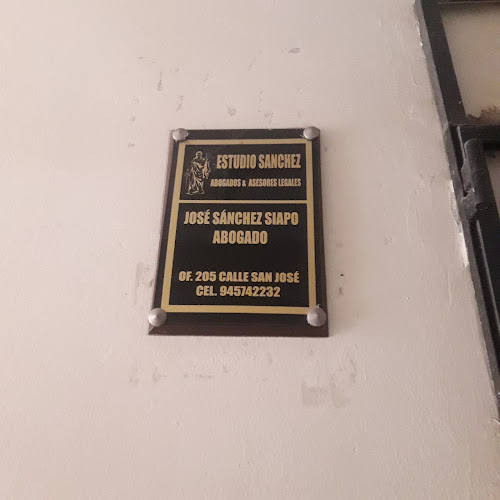 ESTUDIO SANCHEZ
ABOGADOS & ASESORES LEGALES
JOSÉ SÁNCHEZ SIAPO
ABOGADO
OF. 205 CALLE SAN JOSÉ
CEL. 945742232